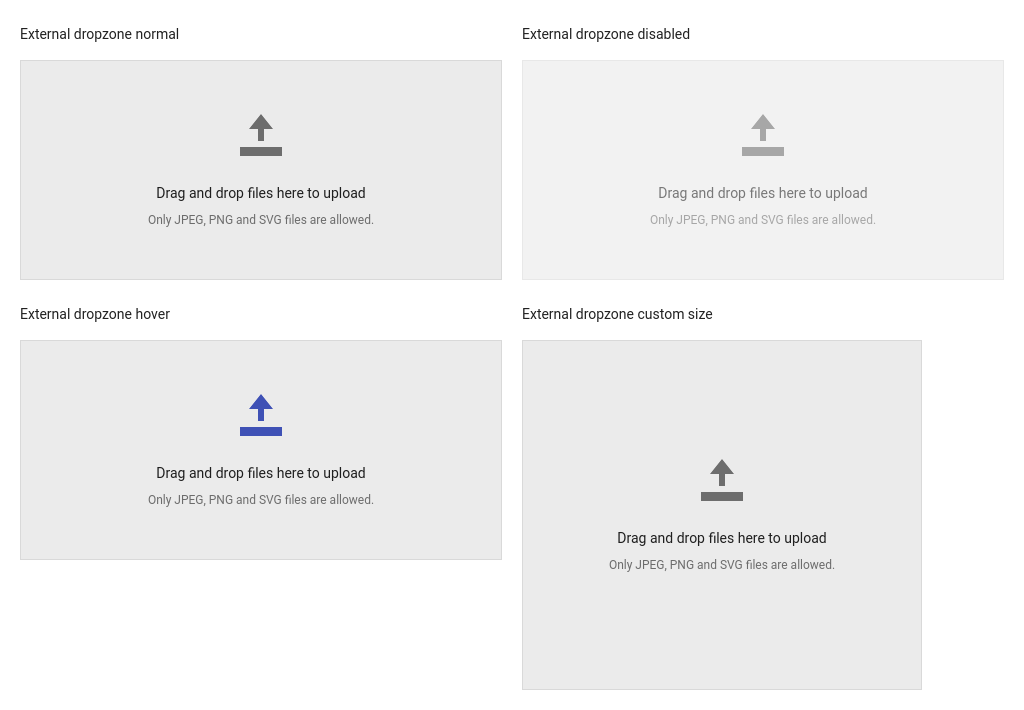 External dropzone normal
Drag and drop files here to upload
Only JPEG, PNG and SVG files are allowed.
External dropzone disabled
Drag and drop files here to upload
Only JPEG, PNG and SVG files are allowed.
External dropzone hover
Drag and drop files here to upload
Only JPEG, PNG and SVG files are allowed.
External dropzone custom size
Drag and drop files here to upload
Only JPEG, PNG and SVG files are allowed.